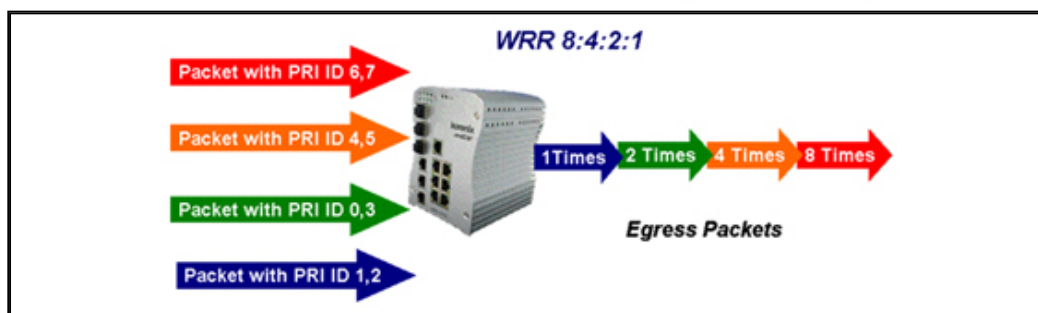 WRR 8:4:2:1
Packet with PRI ID 6,7
Packet with PRI ID 4,5
Packet with PRI ID 0,3
Packet with PRI ID 1,2
1Times
2 Times
4 Times
8 Times
Egress Packets